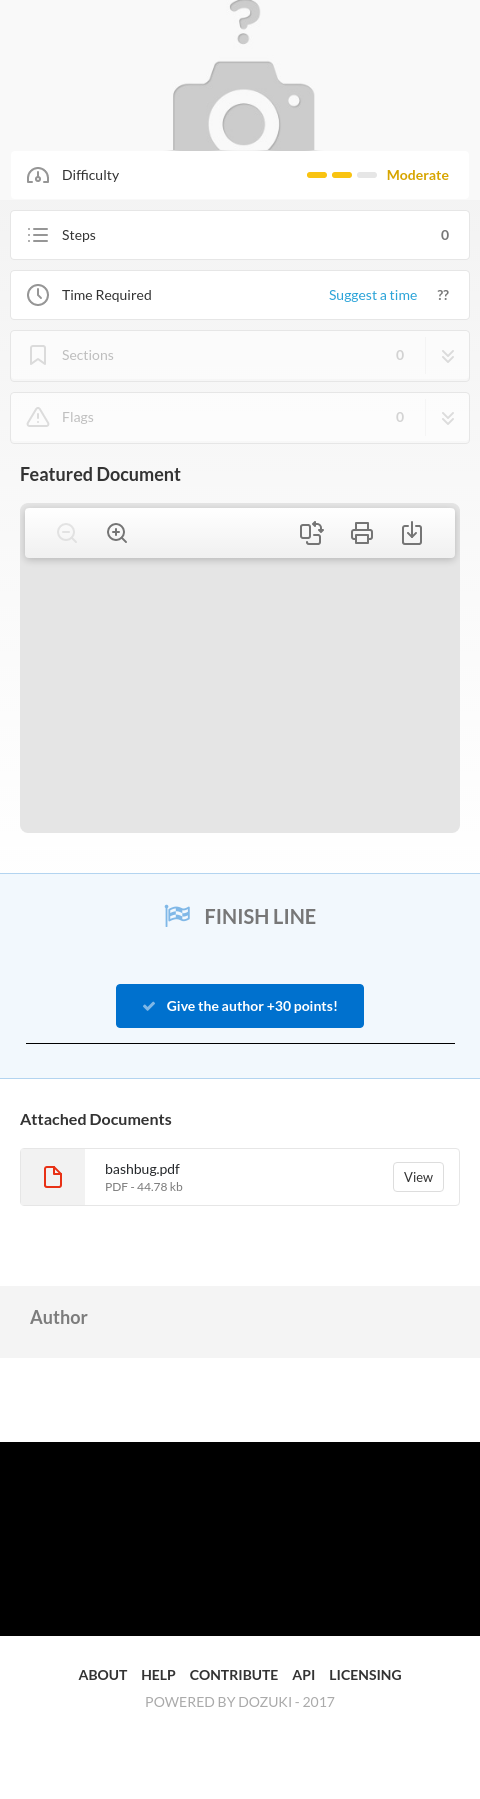 ?
Difficulty Moderate
Steps 0
Time Required Suggest a time ??
Sections 0
Flags 0
Featured Document
FINISH LINE
Give the author +30 points!
Attached Documents
bashbug.pdf
PDF - 44.78 kb
View
Author
ABOUT HELP CONTRIBUTE API LICENSING
POWERED BY DOZUKI - 2017